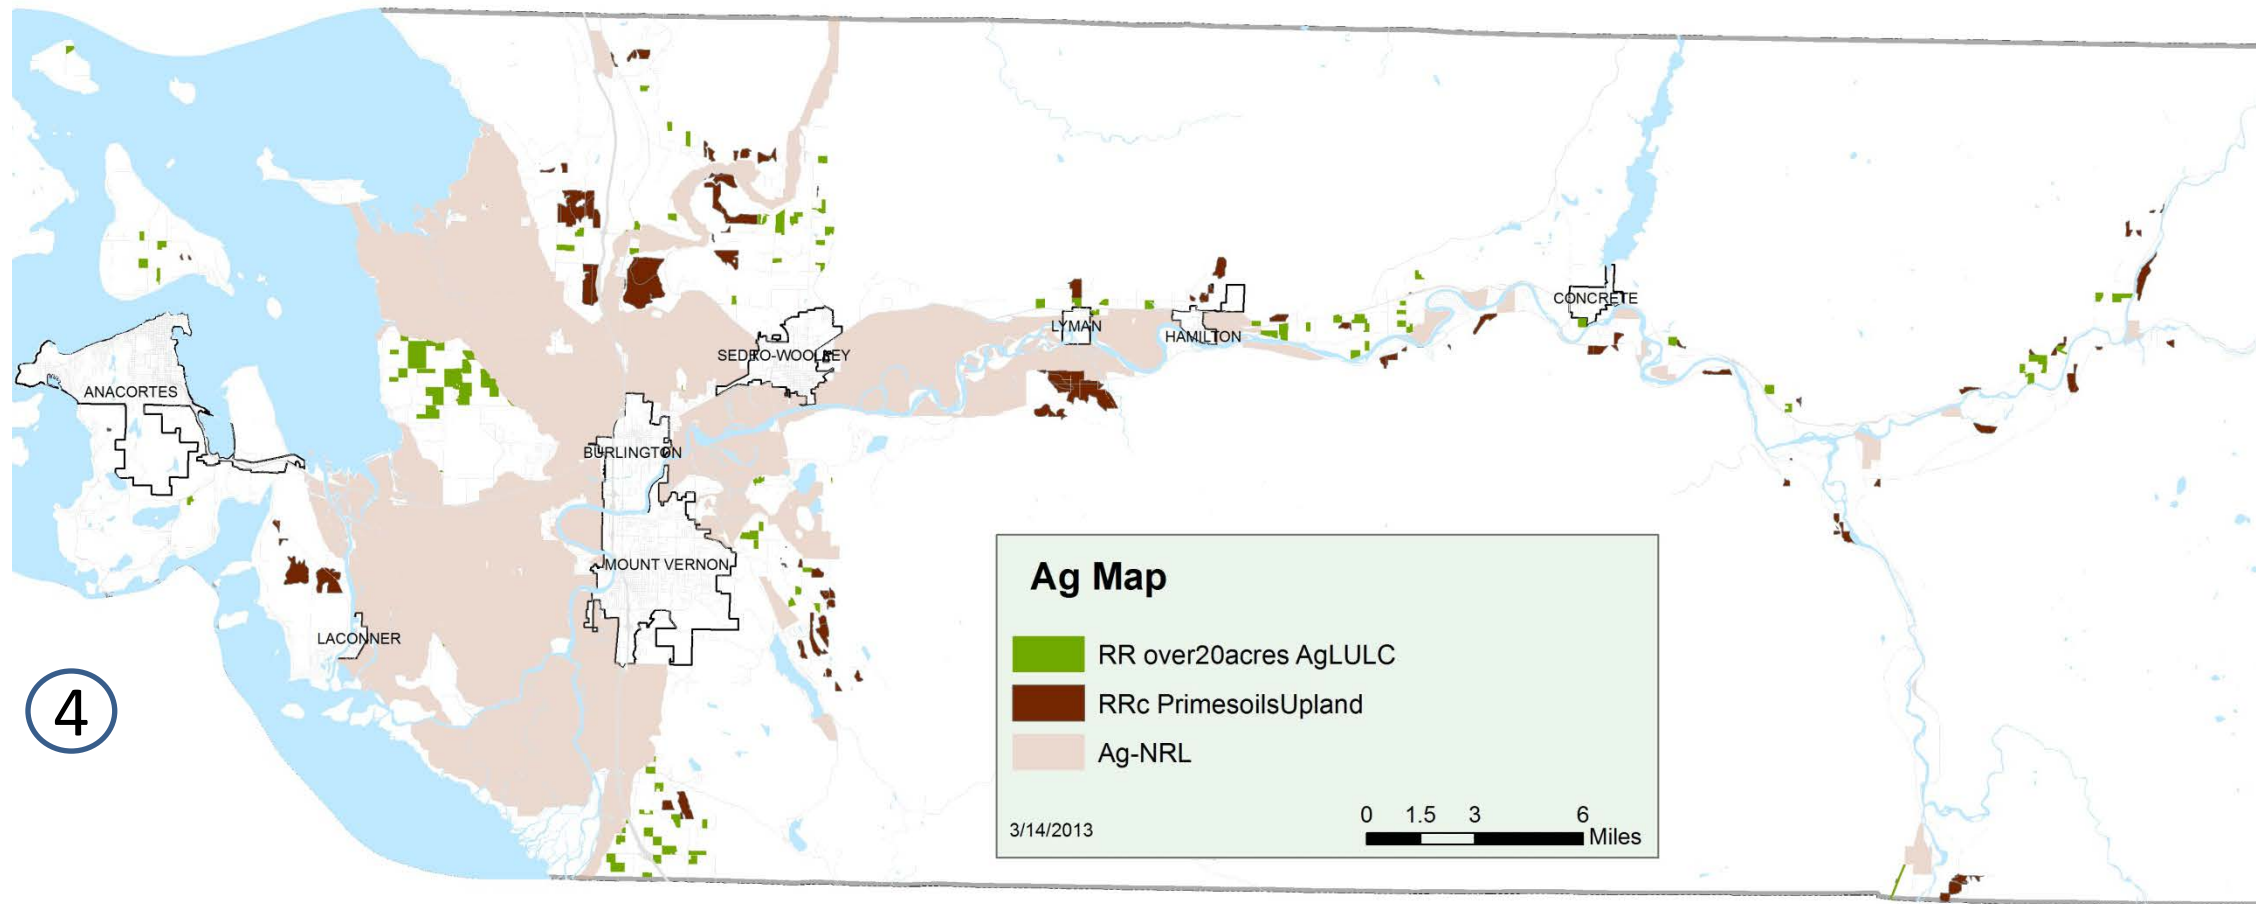 CONCRETE
LYMAN
HAMILTON
SEDRO-WOOLLEY
ANACORTES
BURLINGTON
MOUNT VERNON
LACONNER
4
Ag Map
RR over20acres AgLULC
RRc PrimesoilsUpland
Ag-NRL
3/14/2013
0 1.5 3 6
Miles